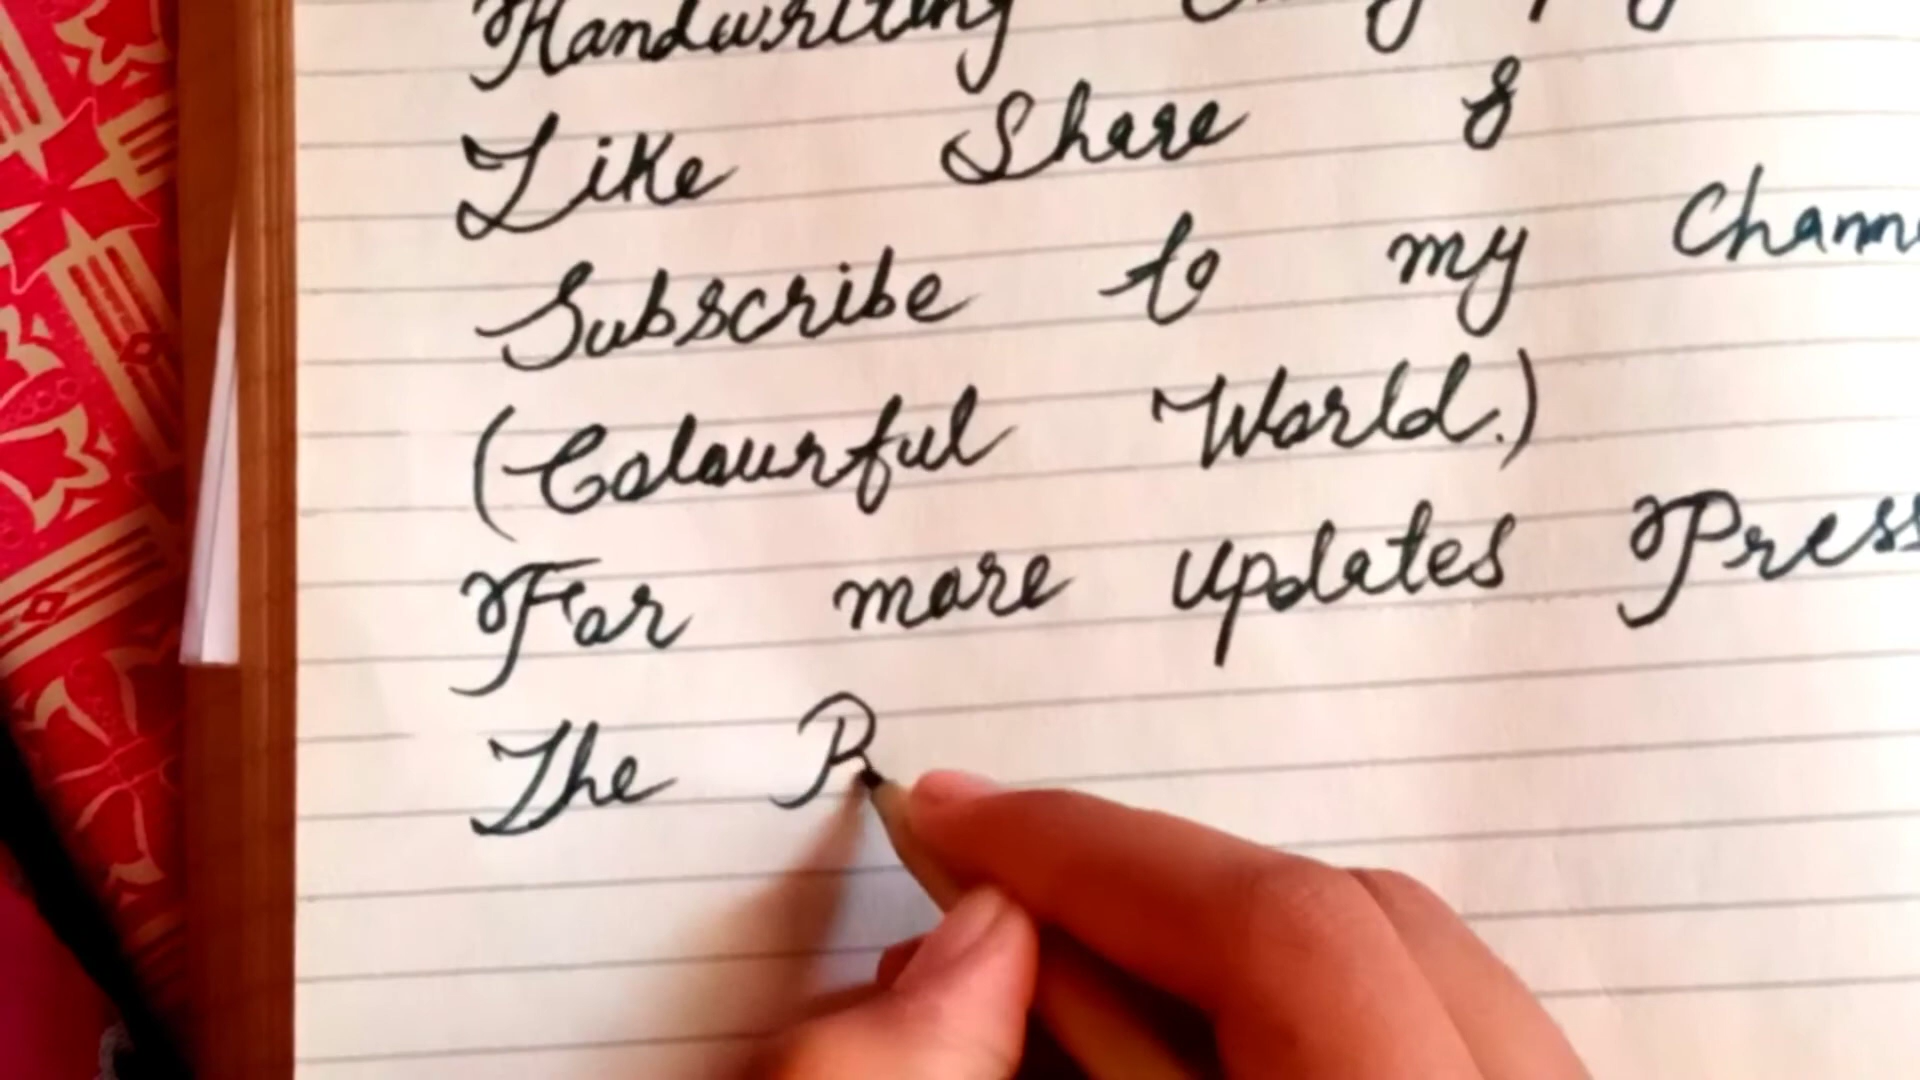 Handwriting
Like Share &
Subscribe to my Chann
(Colourful World.)
For more updates Press
The B